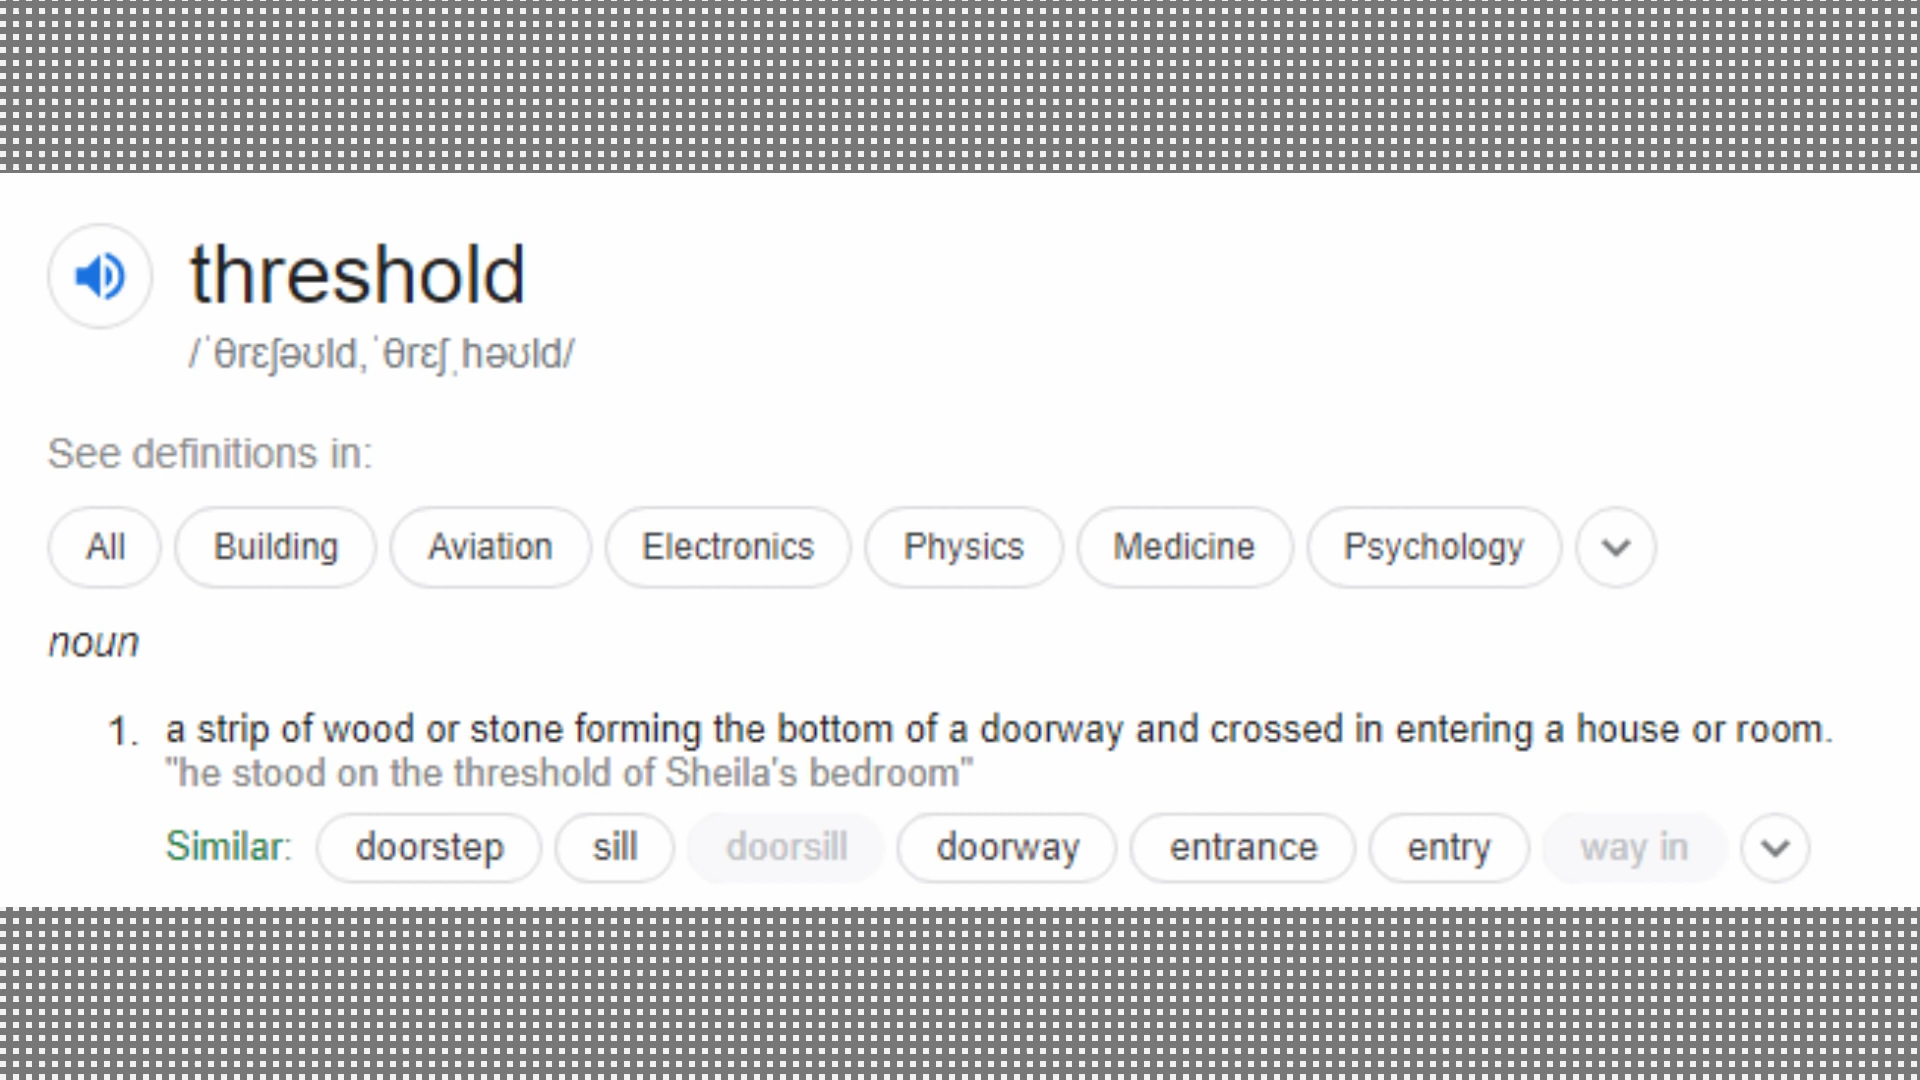 threshold
/ˈθrɛʃəʊld, ˈθrɛʃˌhəʊld/
See definitions in:
All Building Aviation Electronics Physics Medicine Psychology
noun
1. a strip of wood or stone forming the bottom of a doorway and crossed in entering a house or room.
"he stood on the threshold of Sheila's bedroom"
Similar: doorstep sill doorsill doorway entrance entry way in